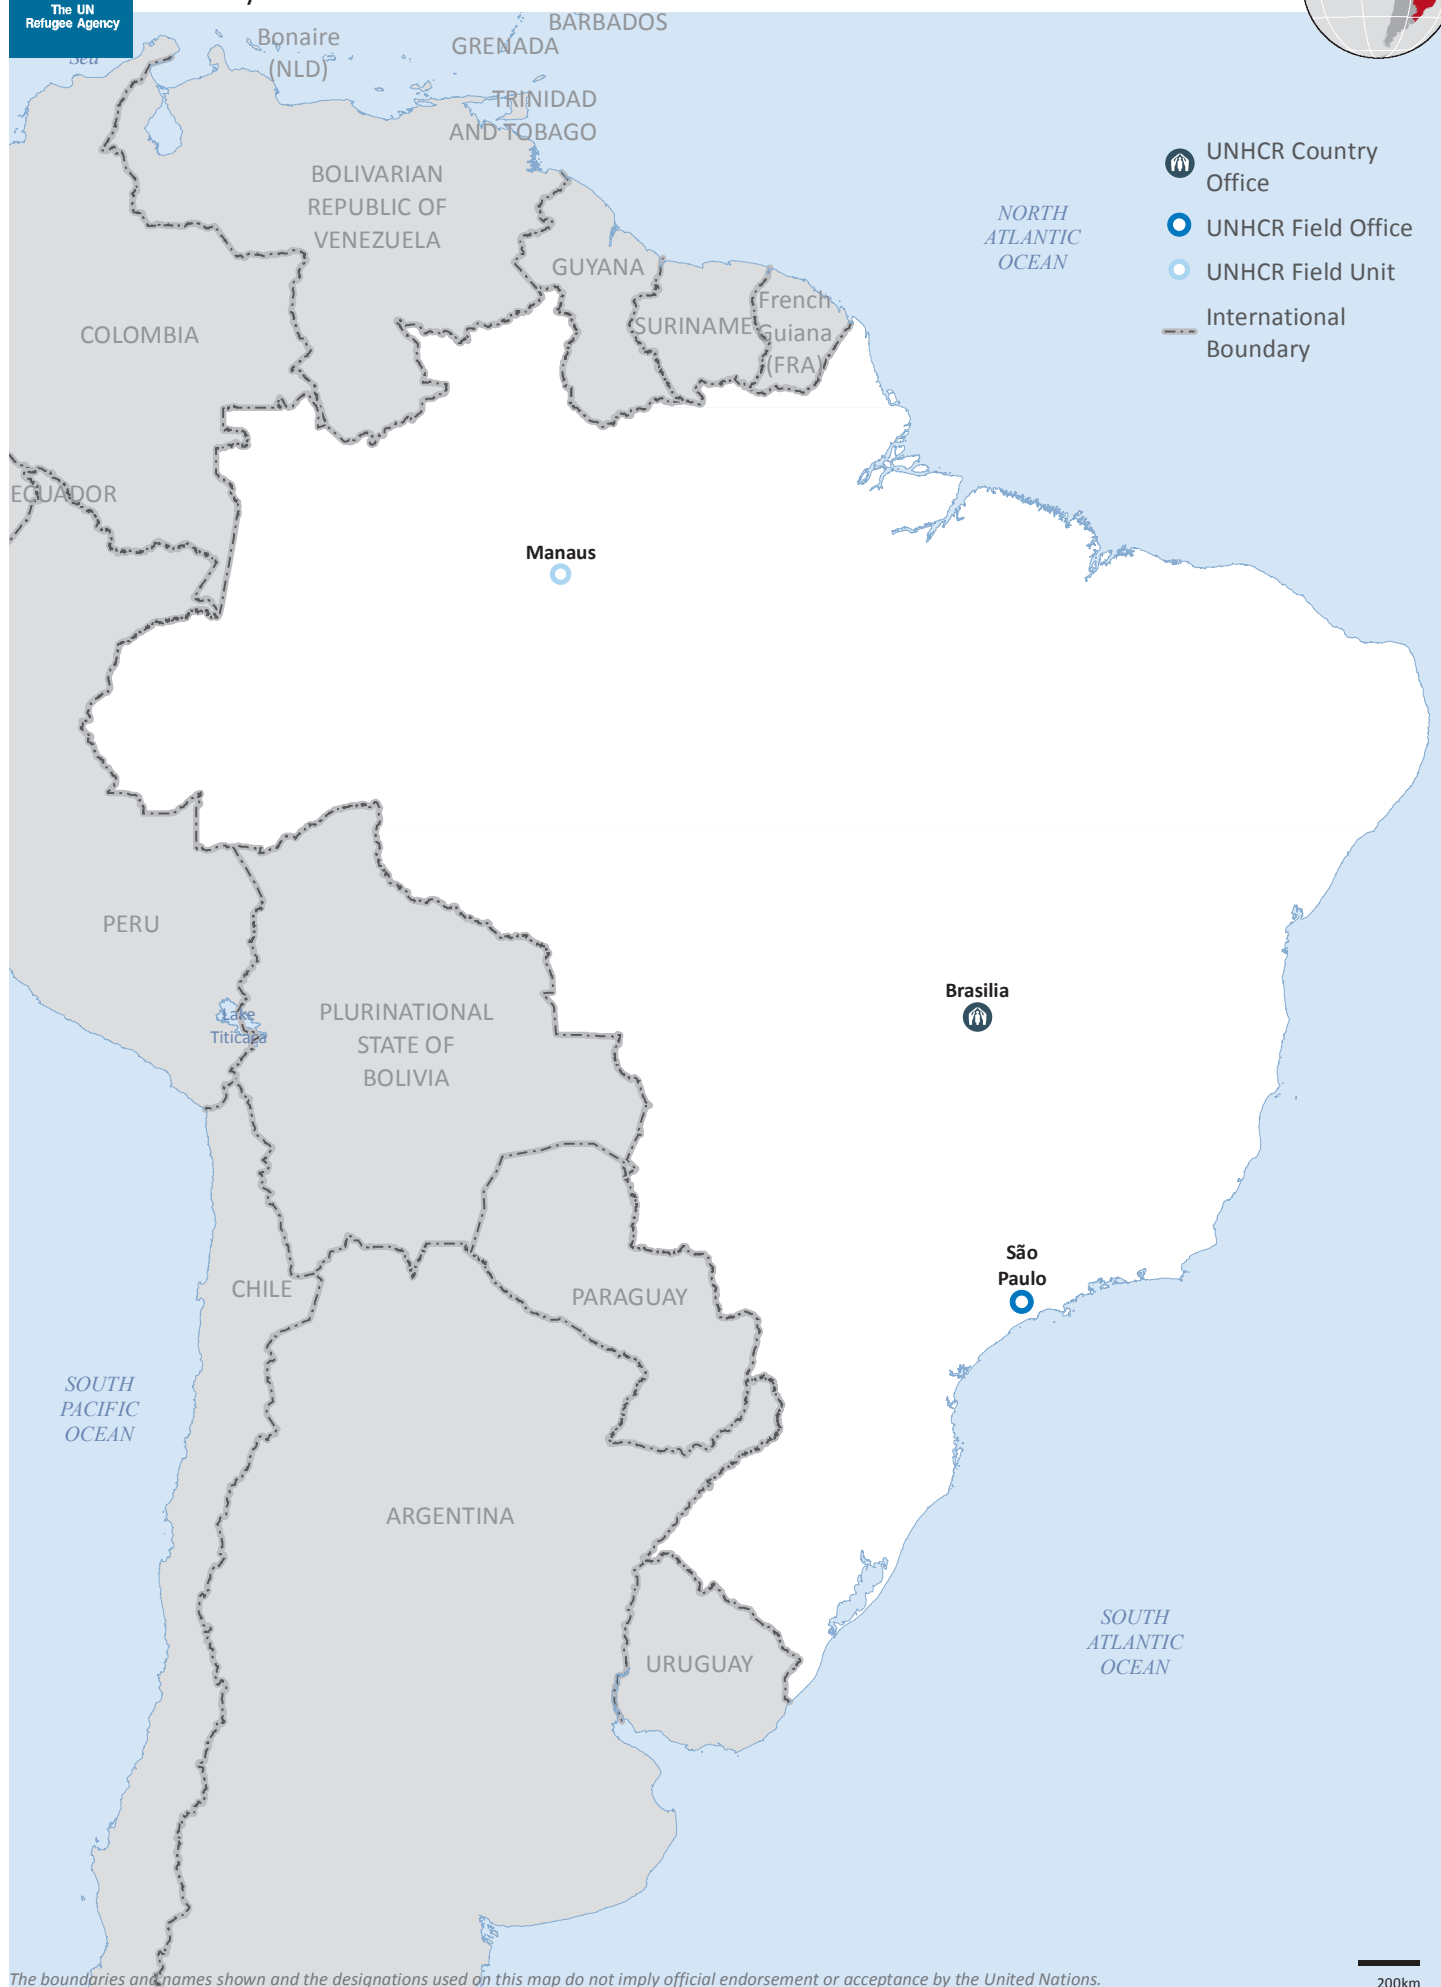 The UN
Refugee Agency
Sea
Bonaire
(NLD)
BARBADOS
GRENADA
TRINIDAD
AND TOBAGO
BOLIVARIAN
REPUBLIC OF
VENEZUELA
NORTH
ATLANTIC
OCEAN
UNHCR Country
Office
UNHCR Field Office
UNHCR Field Unit
International
Boundary
GUYANA
SURINAME
French
Guiana
(FRA)
COLOMBIA
ECUADOR
Manaus
PERU
Brasilia
Lake
Titicaca
PLURINATIONAL
STATE OF
BOLIVIA
São
Paulo
CHILE
PARAGUAY
SOUTH
PACIFIC
OCEAN
ARGENTINA
SOUTH
ATLANTIC
OCEAN
URUGUAY
The boundaries and names shown and the designations used on this map do not imply official endorsement or acceptance by the United Nations.
200km